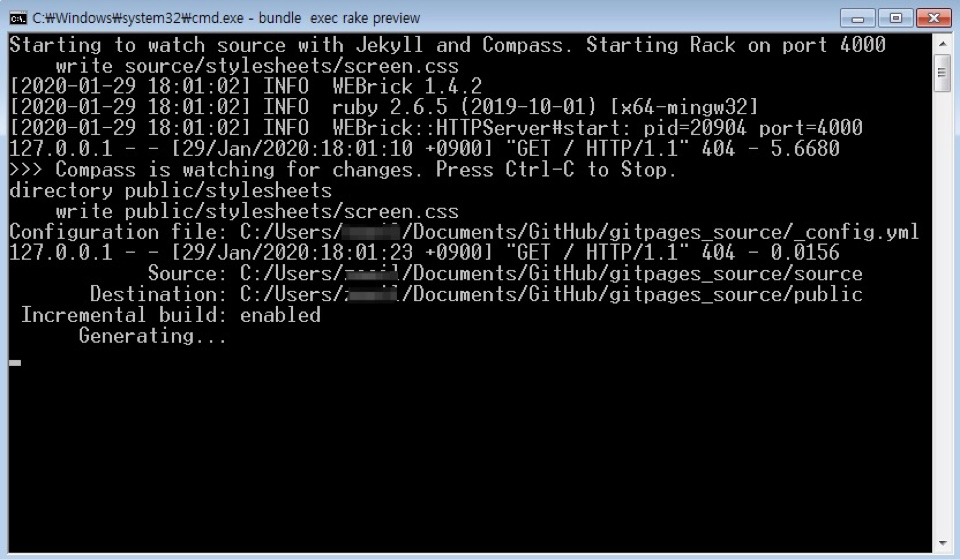 C:₩Windows₩system32₩cmd.exe - bundle  exec rake preview
Starting to watch source with Jekyll and Compass. Starting Rack on port 4000
    write source/stylesheets/screen.css
[2020-01-29 18:01:02] INFO  WEBrick 1.4.2
[2020-01-29 18:01:02] INFO  ruby 2.6.5 (2019-10-01) [x64-mingw32]
[2020-01-29 18:01:02] INFO  WEBrick::HTTPServer#start: pid=20904 port=4000
127.0.0.1 - - [29/Jan/2020:18:01:10 +0900] "GET / HTTP/1.1" 404 - 5.6680
>>> Compass is watching for changes. Press Ctrl-C to Stop.
directory public/stylesheets
    write public/stylesheets/screen.css
Configuration file: C:/Users/ /Documents/GitHub/gitpages_source/_config.yml
127.0.0.1 - - [29/Jan/2020:18:01:23 +0900] "GET / HTTP/1.1" 404 - 0.0156
            Source: C:/Users/ /Documents/GitHub/gitpages_source/source
       Destination: C:/Users/ /Documents/GitHub/gitpages_source/public
 Incremental build: enabled
      Generating...